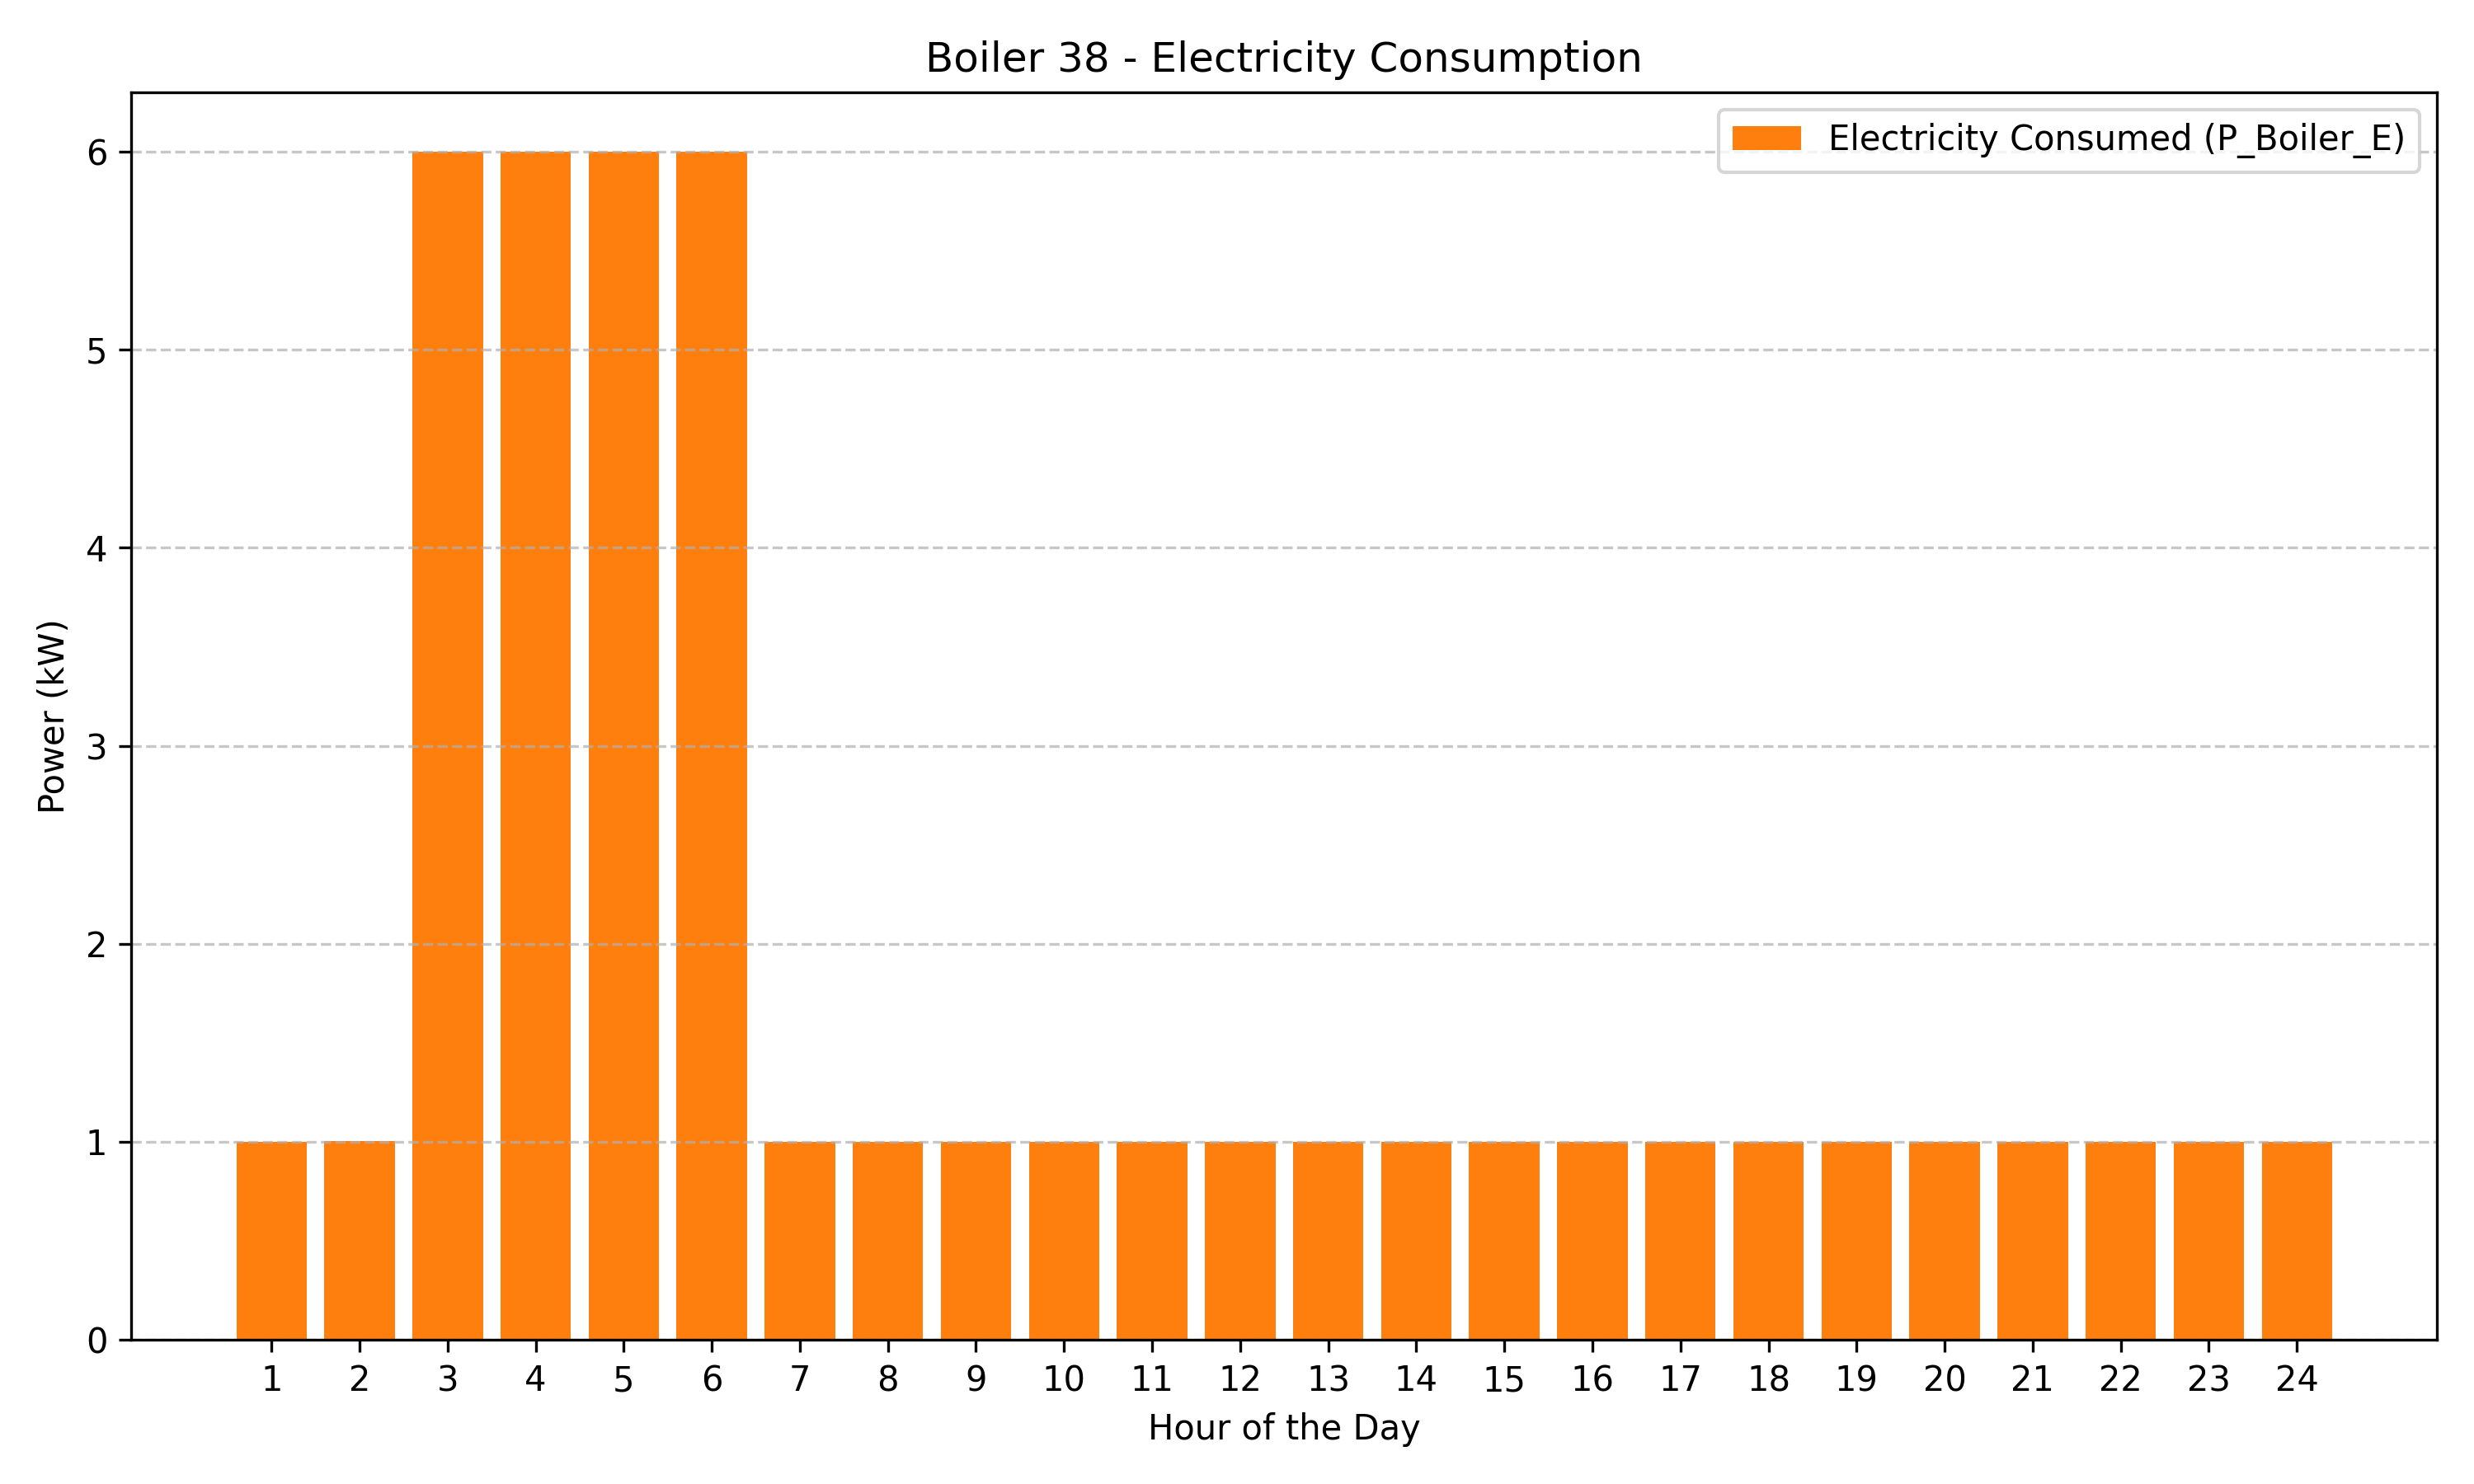 Boiler 38 - Electricity Consumption
Electricity Consumed (P_Boiler_E)
Power (kW)
6
5
4
3
2
1
0
1 2 3 4 5 6 7 8 9 10 11 12 13 14 15 16 17 18 19 20 21 22 23 24
Hour of the Day